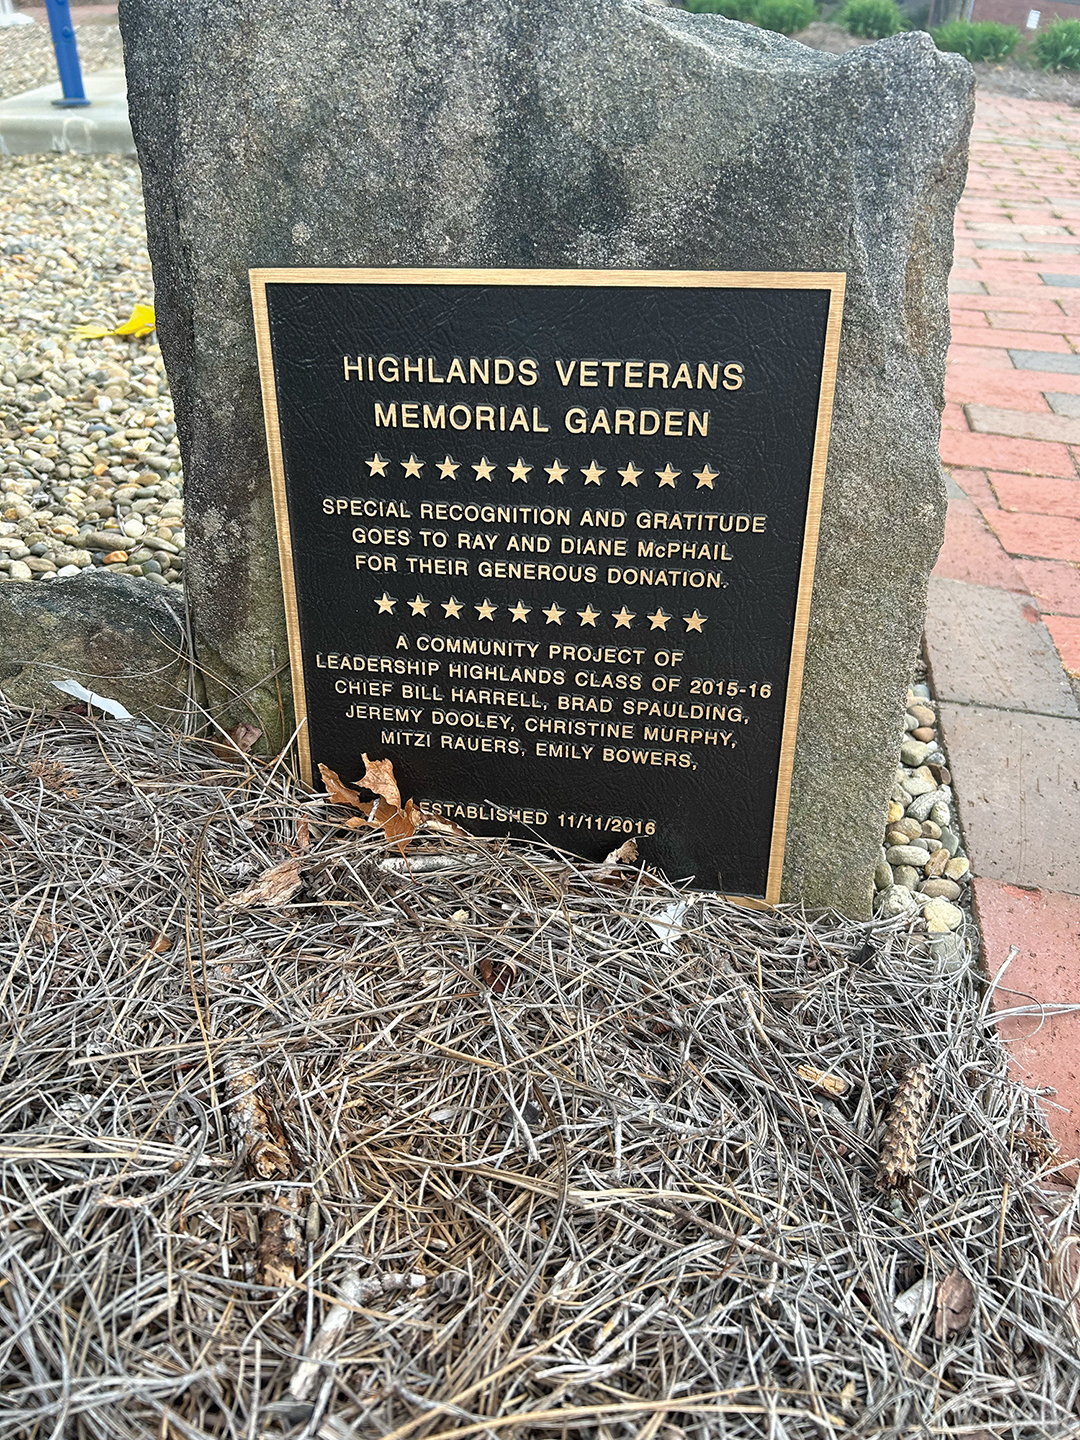 HIGHLANDS VETERANS
MEMORIAL GARDEN
SPECIAL RECOGNITION AND GRATITUDE
GOES TO RAY AND DIANE McPHAIL
FOR THEIR GENEROUS DONATION.
A COMMUNITY PROJECT OF
LEADERSHIP HIGHLANDS CLASS OF 2015-16
CHIEF BILL HARRELL, BRAD SPAULDING,
JEREMY DOOLEY, CHRISTINE MURPHY,
MITZI RAUERS, EMILY BOWERS,
ESTABLISHED 11/11/2016